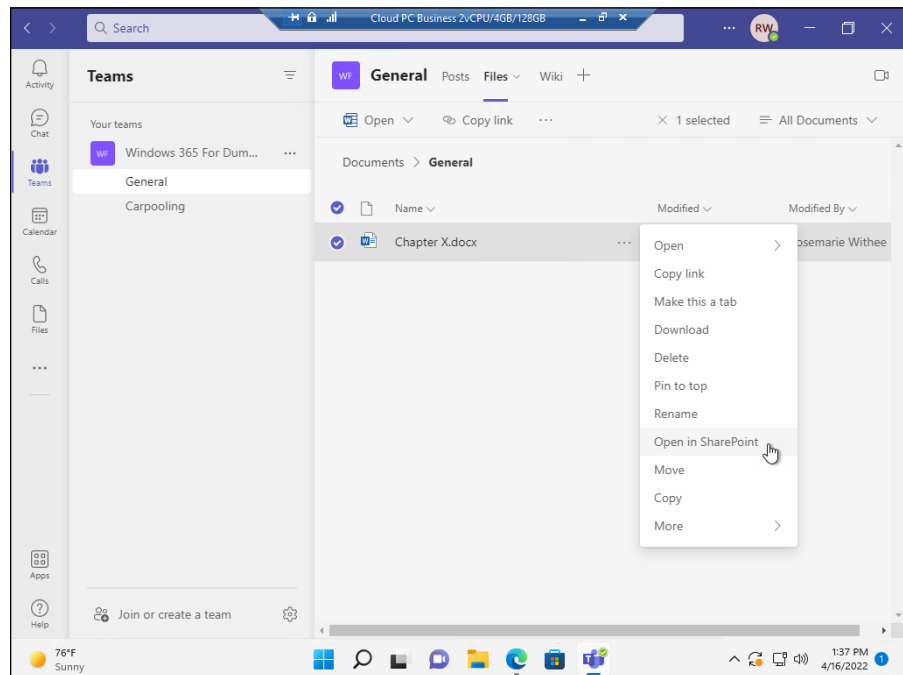 Search
Cloud PC Business 2vCPU/4GB/128GB
RW
Activity
Chat
Teams
Calendar
Calls
Files
Apps
Help
Teams
Your teams
WF Windows 365 For Dum...
General
Carpooling
Join or create a team
WF General Posts Files Wiki
Open Copy link 1 selected All Documents
Documents > General
Name Modified Modified By
Chapter X.docx osemarie Withee
Open
Copy link
Make this a tab
Download
Delete
Pin to top
Rename
Open in SharePoint
Move
Copy
More
76°F
Sunny
1:37 PM
4/16/2022
1